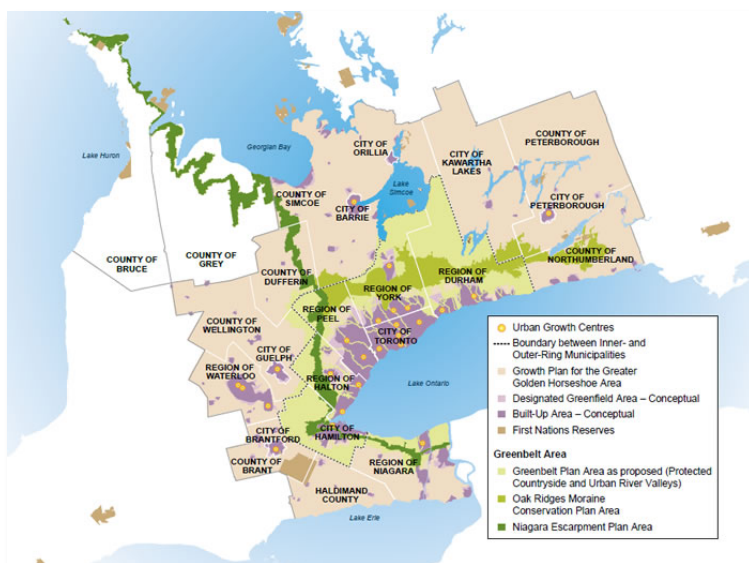 Lake Huron
Georgian Bay
CITY OF
ORILLIA
CITY OF
KAWARTHA
LAKES
COUNTY OF
PETERBOROUGH
Lake
Simcoe
COUNTY OF
SIMCOE
CITY OF
BARRIE
CITY OF
PETERBOROUGH
COUNTY OF
BRUCE
COUNTY OF
GREY
COUNTY OF
DUFFERIN
REGION OF
YORK
REGION OF
DURHAM
COUNTY OF
NORTHUMBERLAND
COUNTY OF
WELLINGTON
REGION OF
PEEL
CITY OF
TORONTO
CITY OF
GUELPH
REGION OF
WATERLOO
REGION OF
HALTON
Lake Ontario
CITY OF
BRANTFORD
CITY OF
HAMILTON
COUNTY OF
BRANT
REGION OF
NIAGARA
HALDIMAND
COUNTY
Lake Erie
Urban Growth Centres
Boundary between Inner- and
Outer-Ring Municipalities
Growth Plan for the Greater
Golden Horseshoe Area
Designated Greenfield Area – Conceptual
Built-Up Area – Conceptual
First Nations Reserves
Greenbelt Area
Greenbelt Plan Area as proposed (Protected
Countryside and Urban River Valleys)
Oak Ridges Moraine
Conservation Plan Area
Niagara Escarpment Plan Area